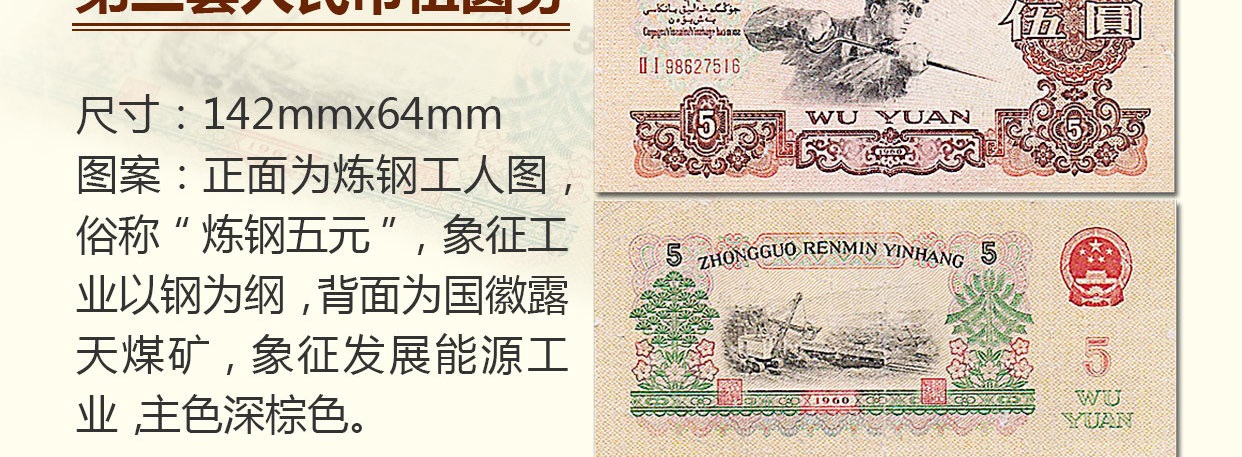 尺寸：142mmx64mm
图案：正面为炼钢工人图，
俗称“炼钢五元”，象征工
业以钢为纲，背面为国徽露
天煤矿，象征发展能源工
业，主色深棕色。
伍圆
II I 98627516
5
WU YUAN
5
1960
5
ZHONGGUO RENMIN YINHANG
5
5
WU
YUAN
1960